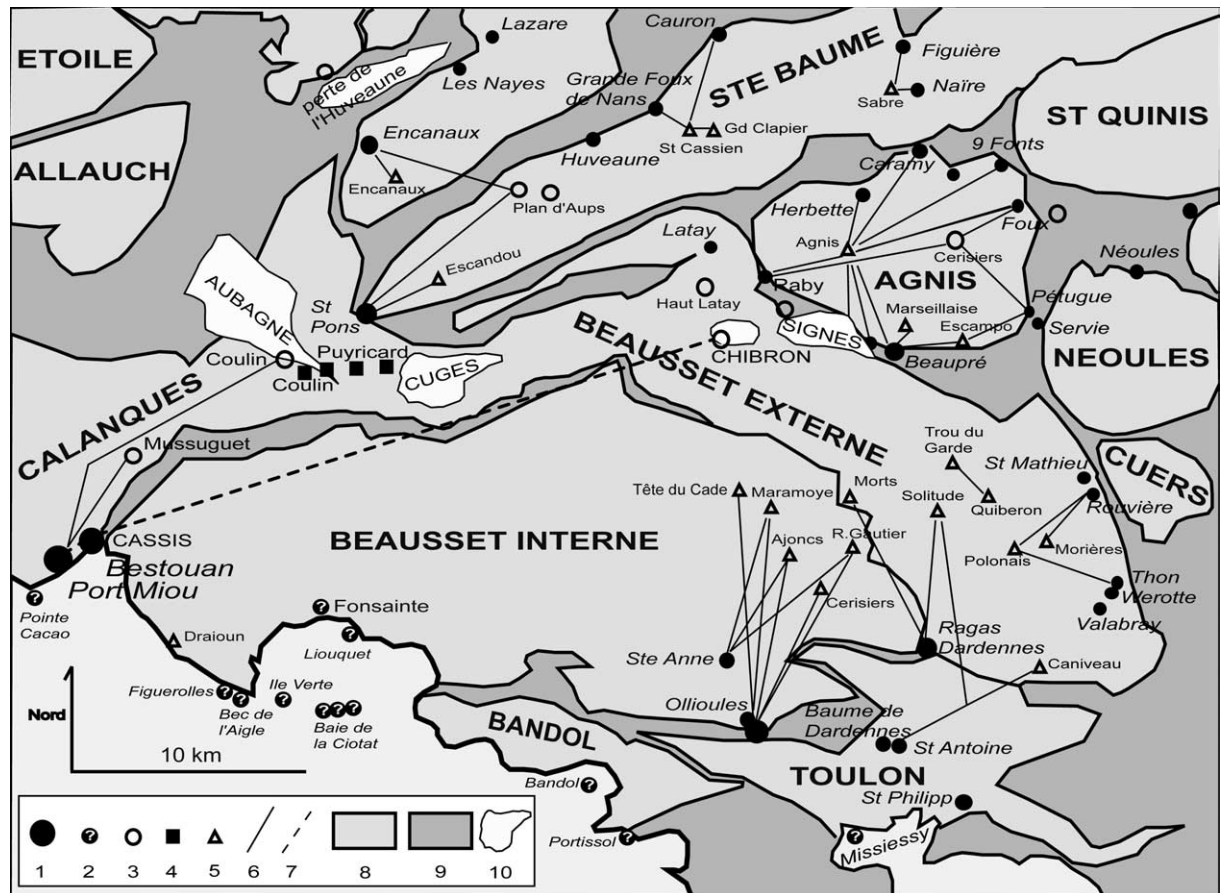 ETOILE
Lazare
Cauron
STE BAUME
Figuière
perte de
l'Huveaune
Les Nayes
Grande Foux
de Nans
Sabre
Naïre
ST QUINIS
Encanaux
Gd Clapier
St Cassien
Huveaune
ALLAUCH
Encanaux
Plan d'Aups
Caramy
9 Fonts
Herbette
Foux
Latay
Agnis
Cerisiers
Néoules
Escandou
AGNIS
AUBAGNE
St
Pons
Haut Latay
Raby
Marseillaise
Pétugue
Escampo
Servie
SIGNES
Beaupré
NEOULES
Coulin
Puyricard
Coulin
CUGES
CHIBRON
BEAUSSET EXTERNE
CALANQUES
Mussuguet
Trou du
Garde
St Mathieu
CUERS
Tête du Cade
Maramoye
Morts
Solitude
Quiberon
Rouvière
CASSIS
BEAUSSET INTERNE
Ajoncs
R.Gautier
Polonais
Morières
Bestouan
Port Miou
Cerisiers
Thon
Werotte
Valabray
Pointe
Cacao
?
Fonsainte
?
Draioun
Liouquet
?
Ste Anne
Ragas
Dardennes
Caniveau
Nord
Figuerolles
?
?
Bec de
l'Aigle
Ile Verte
?
? ? ?
Baie de
la Ciotat
Ollioules
Baume de
Dardennes
St Antoine
BANDOL
10 km
TOULON
Bandol
?
St Philipp
Portissol
?
?
Missiessy
?
1 2 3 4 5 6 7 8 9 10